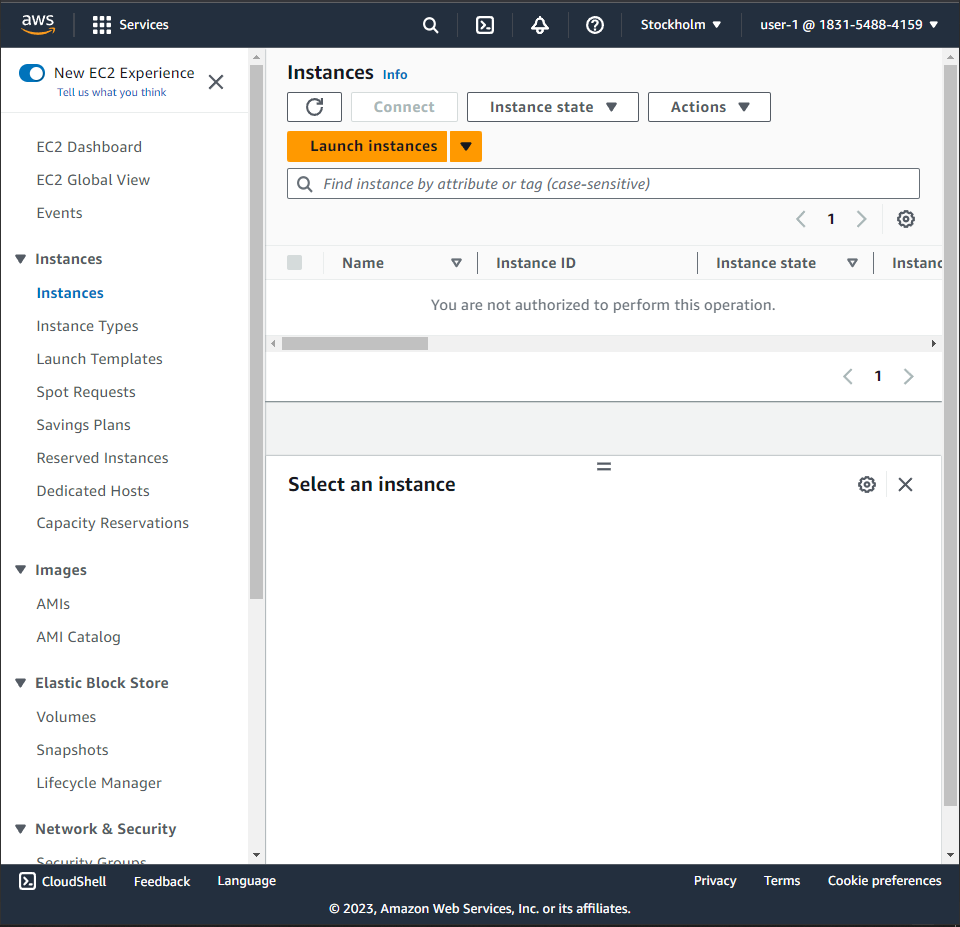 aws
Services
Stockholm
user-1 @ 1831-5488-4159
New EC2 Experience
Tell us what you think
EC2 Dashboard
EC2 Global View
Events
Instances
Instances
Instance Types
Launch Templates
Spot Requests
Savings Plans
Reserved Instances
Dedicated Hosts
Capacity Reservations
Images
AMIs
AMI Catalog
Elastic Block Store
Volumes
Snapshots
Lifecycle Manager
Network & Security
Security Groups
Instances Info
Connect
Instance state
Actions
Launch instances
Find instance by attribute or tag (case-sensitive)
1
Name
Instance ID
Instance state
Instanc
You are not authorized to perform this operation.
1
Select an instance
CloudShell
Feedback
Language
Privacy
Terms
Cookie preferences
© 2023, Amazon Web Services, Inc. or its affiliates.